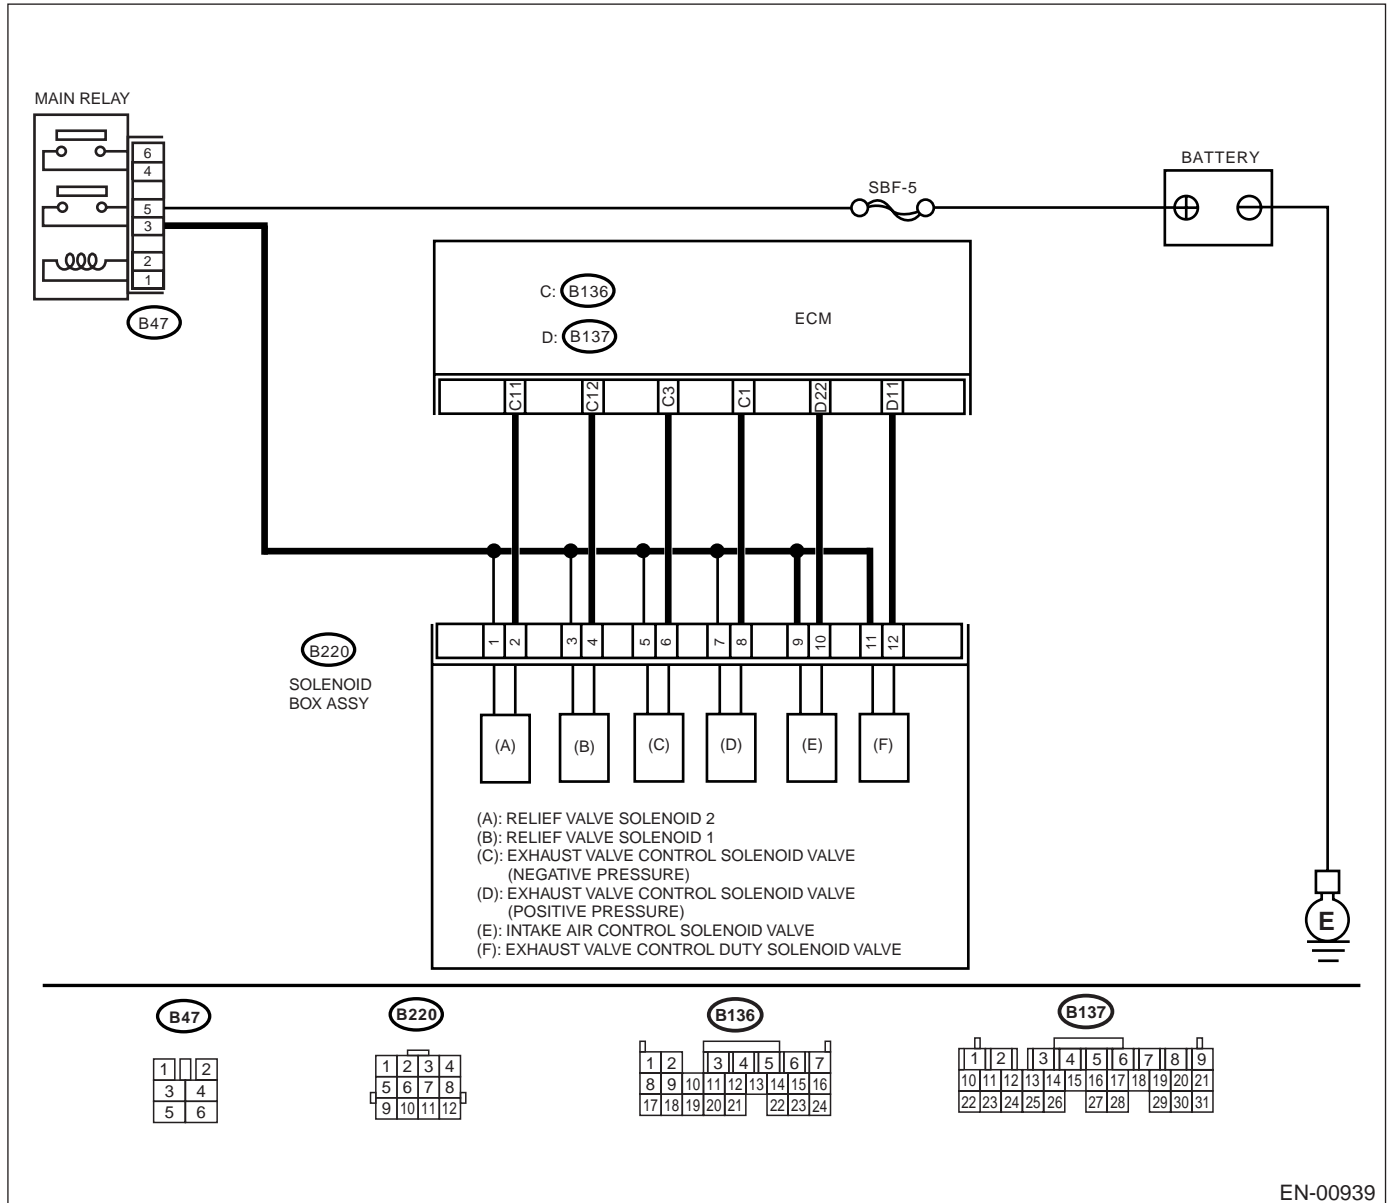 MAIN RELAY
6
4
5
3
2
1
B47
SBF-5
BATTERY
C: B136
D: B137
ECM
C11 C12 C3 C1 D22 D11
B220
SOLENOID
BOX ASSY
1 2 3 4 5 6 7 8 9 10 11 12
(A) (B) (C) (D) (E) (F)
(A): RELIEF VALVE SOLENOID 2
(B): RELIEF VALVE SOLENOID 1
(C): EXHAUST VALVE CONTROL SOLENOID VALVE
(NEGATIVE PRESSURE)
(D): EXHAUST VALVE CONTROL SOLENOID VALVE
(POSITIVE PRESSURE)
(E): INTAKE AIR CONTROL SOLENOID VALVE
(F): EXHAUST VALVE CONTROL DUTY SOLENOID VALVE
E
B47
1 2
3 4
5 6
B220
1 2 3 4
5 6 7 8
9 10 11 12
B136
1 2 3 4 5 6 7
8 9 10 11 12 13 14 15 16
17 18 19 20 21 22 23 24
B137
1 2 3 4 5 6 7 8 9
10 11 12 13 14 15 16 17 18 19 20 21
22 23 24 25 26 27 28 29 30 31
EN-00939